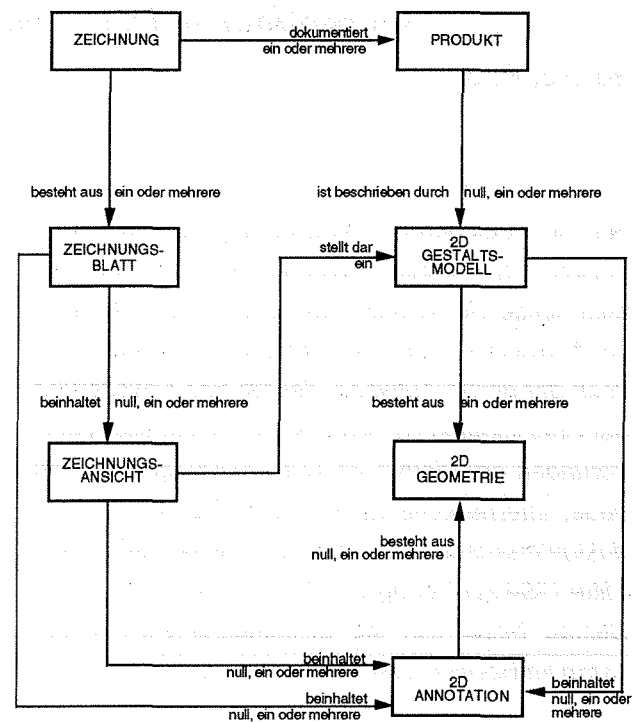 ZEICHNUNG
dokumentiert
ein oder mehrere
PRODUKT
besteht aus ein oder mehrere
ist beschrieben durch null, ein oder mehrere
ZEICHNUNGS-
BLATT
stellt dar
ein
2D
GESTALTS-
MODELL
beinhaltet null, ein oder mehrere
besteht aus ein oder mehrere
ZEICHNUNGS-
ANSICHT
2D
GEOMETRIE
besteht aus
null, ein oder mehrere
beinhaltet
null, ein oder mehrere
beinhaltet
null, ein oder mehrere
2D
ANNOTATION
beinhaltet
null, ein oder
mehrere